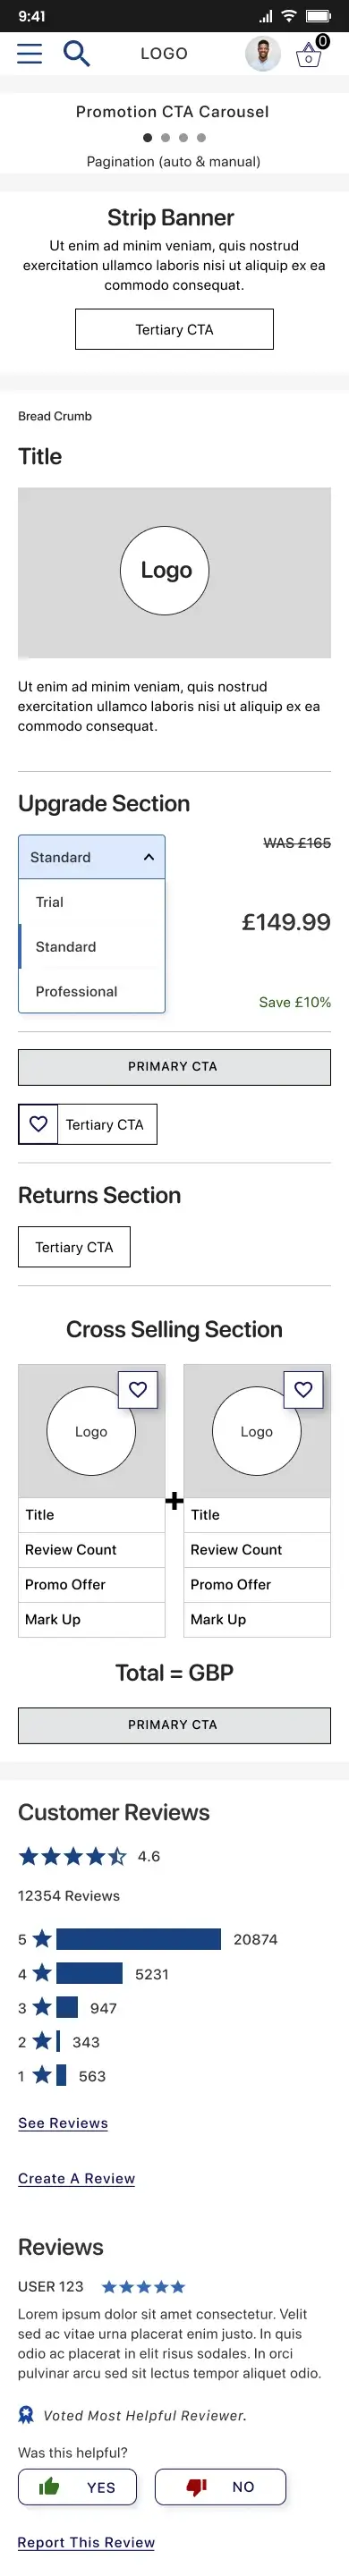 9:41
LOGO
0
0
Promotion CTA Carousel
Pagination (auto & manual)
Strip Banner
Ut enim ad minim veniam, quis nostrud
exercitation ullamco laboris nisi ut aliquip ex ea
commodo consequat.
Tertiary CTA
Bread Crumb
Title
Logo
Ut enim ad minim veniam, quis nostrud
exercitation ullamco laboris nisi ut aliquip ex ea
commodo consequat.
Upgrade Section
Standard
WAS £165
Trial
£149.99
Standard
Professional
Save £10%
PRIMARY CTA
Tertiary CTA
Returns Section
Tertiary CTA
Cross Selling Section
Logo
Logo
+
Title
Title
Review Count
Review Count
Promo Offer
Promo Offer
Mark Up
Mark Up
Total = GBP
PRIMARY CTA
Customer Reviews
4.6
12354 Reviews
5 20874
4 5231
3 947
2 343
1 563
See Reviews
Create A Review
Reviews
USER 123
Lorem ipsum dolor sit amet consectetur. Velit
sed ac vitae urna placerat enim justo. In quis
odio ac placerat in elit risus sodales. In orci
pulvinar arcu sed sit lectus tempor aliquet odio.
Voted Most Helpful Reviewer.
Was this helpful?
YES
NO
Report This Review